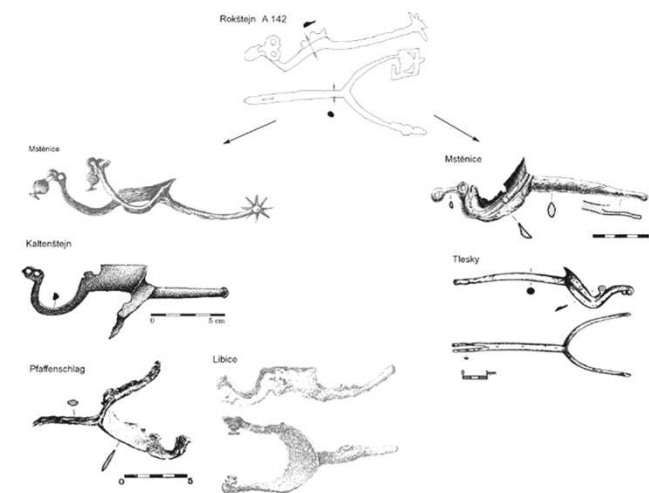 Rokštejn A 142
Mstěnice
Mstěnice
Kaltenštejn
0 5 cm
Tlesky
Pfaffenschlag
Libice
0 5